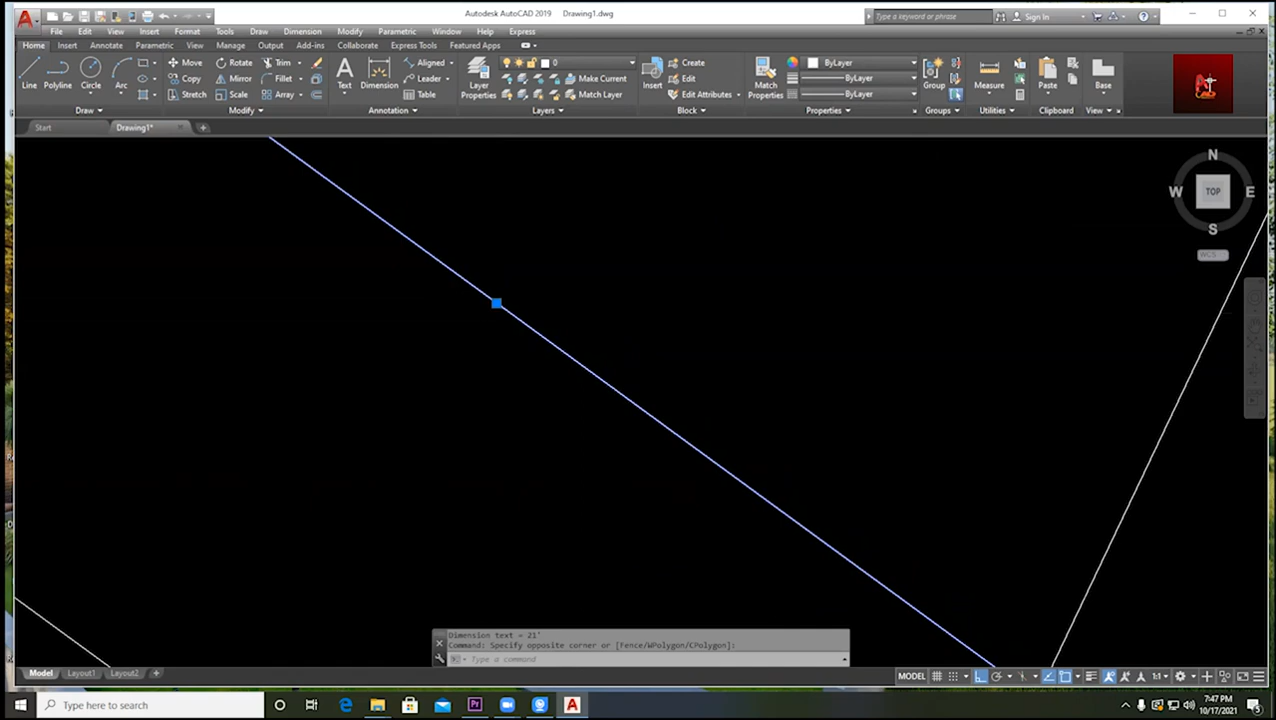 Autodesk AutoCAD 2019 Drawing1.dwg
Type a keyword or phrase
Sign In
File Edit View Insert Format Tools Draw Dimension Modify Parametric Window Help Express
Home Insert Annotate Parametric View Manage Output Add-ins Collaborate Express Tools Featured Apps
Line Polyline Circle Arc
Move Rotate Trim
Copy Mirror Fillet
Stretch Scale Array
Text Dimension
Aligned
Leader
Table
Layer Properties
0
Make Current
Match Layer
Insert
Create
Edit
Edit Attributes
Match Properties
ByLayer
ByLayer
ByLayer
Group
Measure
Paste
Base
Draw Modify Annotation Layers Block Properties Groups Utilities Clipboard View
Start Drawing1*
N
W TOP E
S
WCS
Dimension text = 21'
Command: Specify opposite corner or [Fence/WPolygon/CPolygon]:
Type a command
Model Layout1 Layout2
MODEL 1:1
Type here to search
7:47 PM
10/17/2021